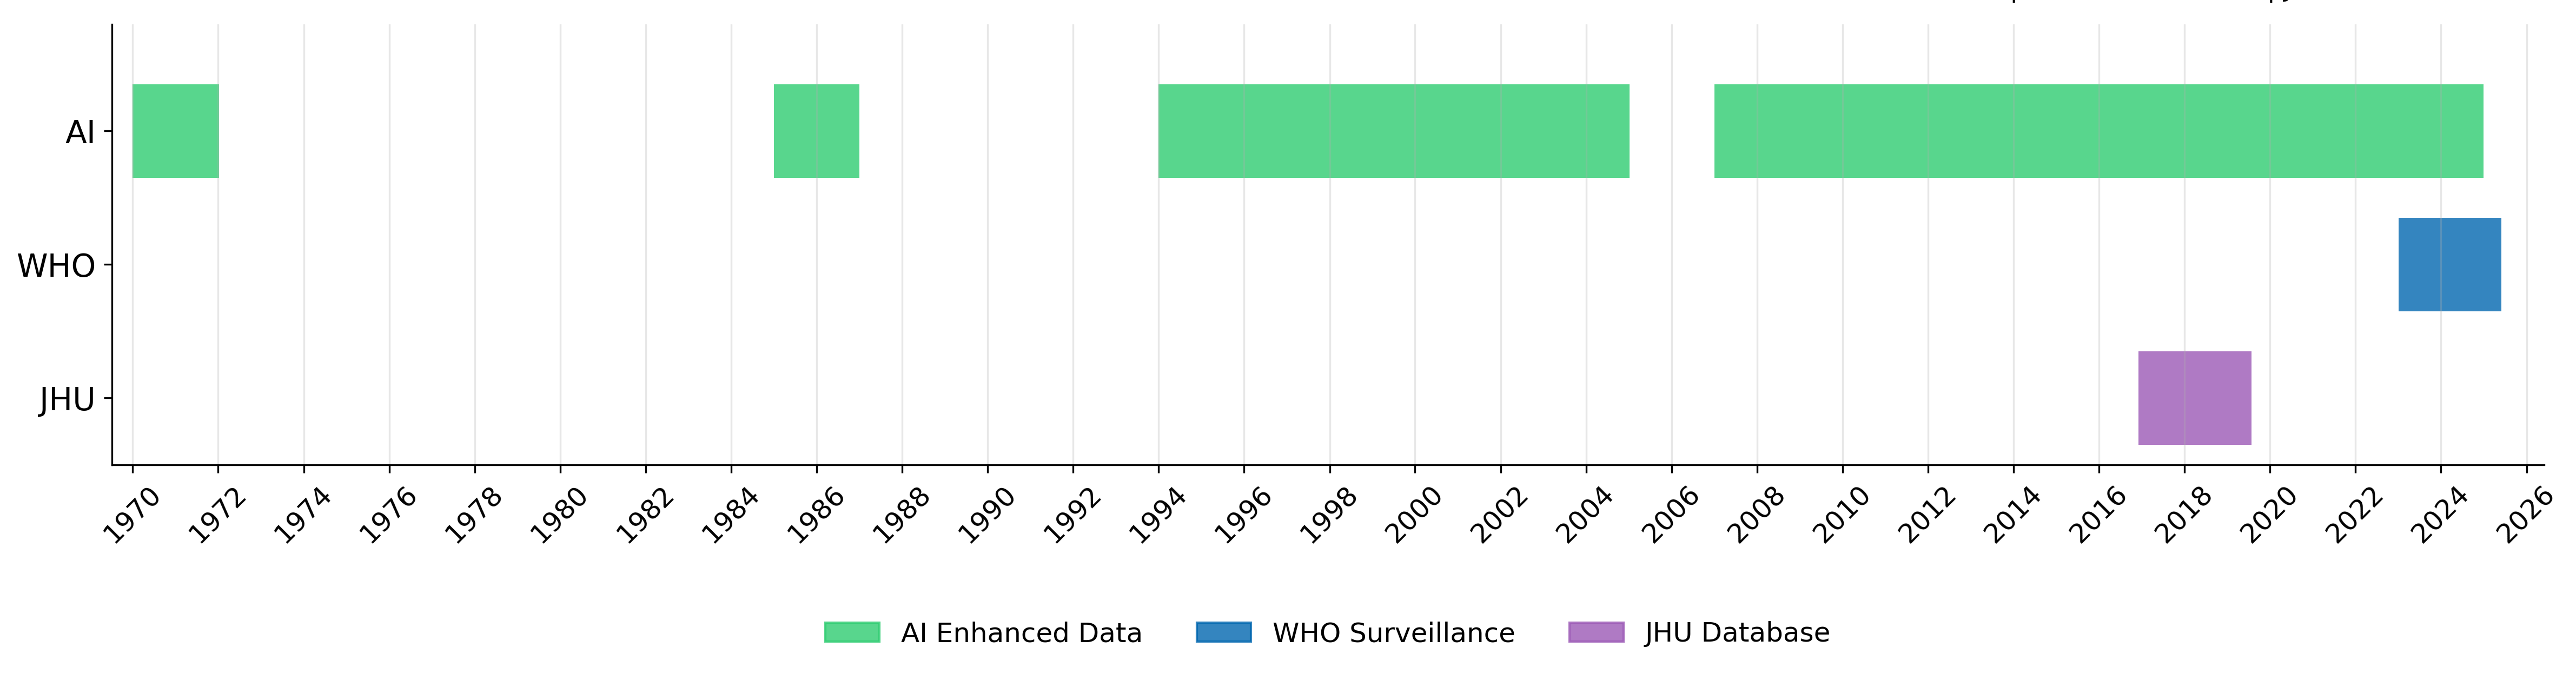 AI
WHO
JHU
1970 1972 1974 1976 1978 1980 1982 1984 1986 1988 1990 1992 1994 1996 1998 2000 2002 2004 2006 2008 2010 2012 2014 2016 2018 2020 2022 2024 2026
AI Enhanced Data WHO Surveillance JHU Database